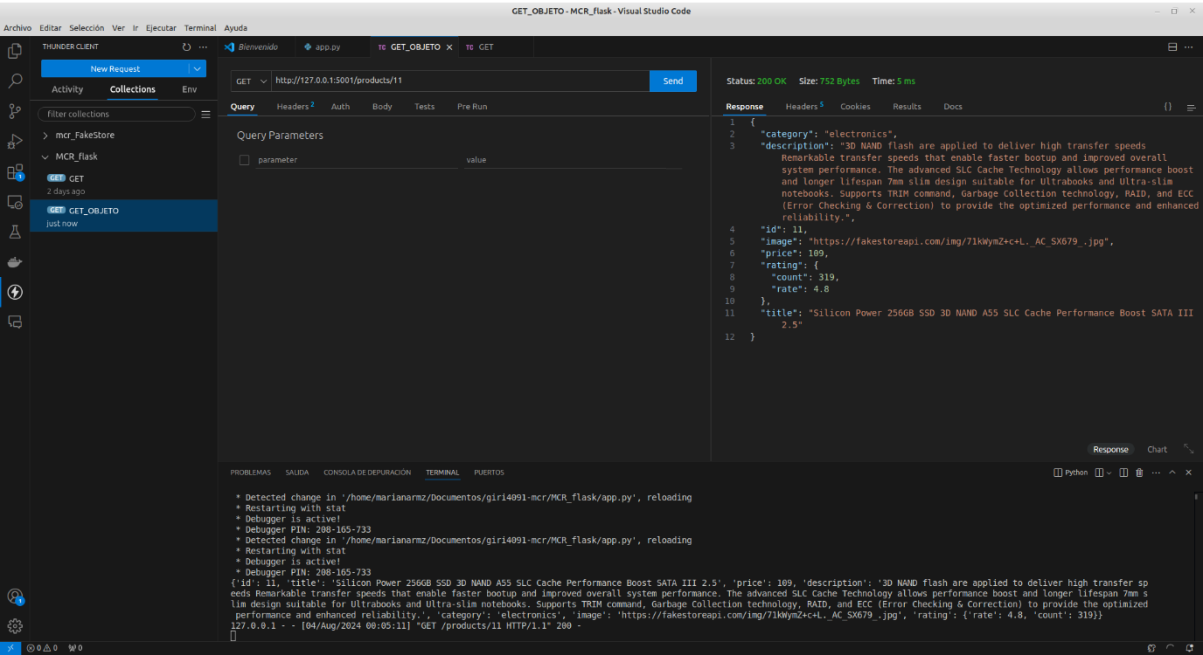 GET_OBJETO - MCR_flask - Visual Studio Code
Archivo Editar Selección Ver Ir Ejecutar Terminal Ayuda
THUNDER CLIENT
Bienvenido app.py TC GET_OBJETO TC GET
New Request
Activity Collections Env
filter collections
mcr_FakeStore
MCR_flask
GET GET
2 days ago
GET GET_OBJETO
just now
GET http://127.0.0.1:5001/products/11 Send
Query Headers 2 Auth Body Tests Pre Run
Query Parameters
parameter value
Status: 200 OK Size: 752 Bytes Time: 5 ms
Response Headers 5 Cookies Results Docs {}
1 {
2 "category": "electronics",
3 "description": "3D NAND flash are applied to deliver high transfer speeds
Remarkable transfer speeds that enable faster bootup and improved overall
system performance. The advanced SLC Cache Technology allows performance boost
and longer lifespan 7mm slim design suitable for Ultrabooks and Ultra-slim
notebooks. Supports TRIM command, Garbage Collection technology, RAID, and ECC
(Error Checking & Correction) to provide the optimized performance and enhanced
reliability.",
4 "id": 11,
5 "image": "https://fakestoreapi.com/img/71kWymZ+c+L._AC_SX679_.jpg",
6 "price": 109,
7 "rating": {
8 "count": 319,
9 "rate": 4.8
10 },
11 "title": "Silicon Power 256GB SSD 3D NAND A55 SLC Cache Performance Boost SATA III
2.5"
12 }
Response Chart
PROBLEMAS SALIDA CONSOLA DE DEPURACIÓN TERMINAL PUERTOS
Python
* Detected change in '/home/marianarmz/Documentos/giri4091-mcr/MCR_flask/app.py', reloading
* Restarting with stat
* Debugger is active!
* Debugger PIN: 208-165-733
* Detected change in '/home/marianarmz/Documentos/giri4091-mcr/MCR_flask/app.py', reloading
* Restarting with stat
* Debugger is active!
* Debugger PIN: 208-165-733
{'id': 11, 'title': 'Silicon Power 256GB SSD 3D NAND A55 SLC Cache Performance Boost SATA III 2.5', 'price': 109, 'description': '3D NAND flash are applied to deliver high transfer sp
eeds Remarkable transfer speeds that enable faster bootup and improved overall system performance. The advanced SLC Cache Technology allows performance boost and longer lifespan 7mm s
lim design suitable for Ultrabooks and Ultra-slim notebooks. Supports TRIM command, Garbage Collection technology, RAID, and ECC (Error Checking & Correction) to provide the optimized
performance and enhanced reliability.', 'category': 'electronics', 'image': 'https://fakestoreapi.com/img/71kWymZ+c+L._AC_SX679_.jpg', 'rating': {'rate': 4.8, 'count': 319}}
127.0.0.1 - - [04/Aug/2024 00:05:11] "GET /products/11 HTTP/1.1" 200 -
0 0 0